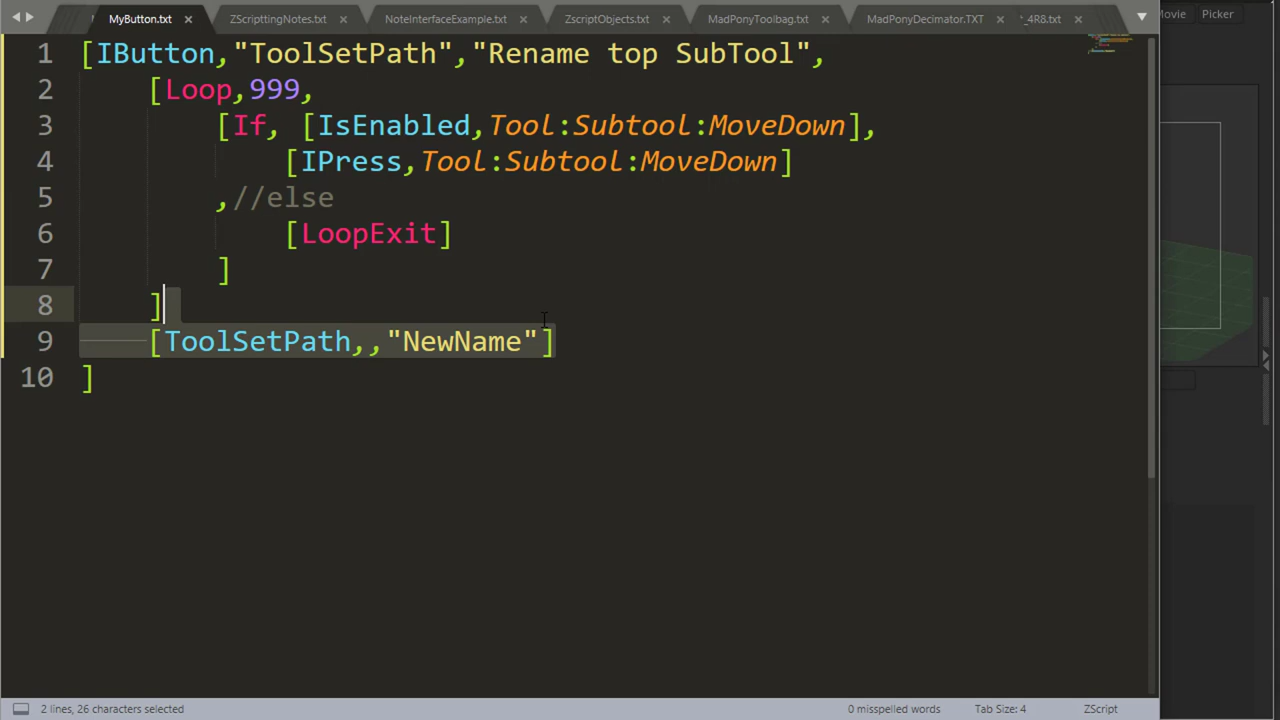 MyButton.txt ZScripttingNotes.txt NoteInterfaceExample.txt ZscriptObjects.txt MadPonyToolbag.txt MadPonyDecimator.TXT _4R8.txt Movie Picker
1 [IButton,"ToolSetPath","Rename top SubTool",
2 [Loop,999,
3 [If, [IsEnabled,Tool:Subtool:MoveDown],
4 [IPress,Tool:Subtool:MoveDown]
5 ,//else
6 [LoopExit]
7 ]
8 ]
9 [ToolSetPath,,"NewName"]
10 ]
2 lines, 26 characters selected 0 misspelled words Tab Size: 4 ZScript